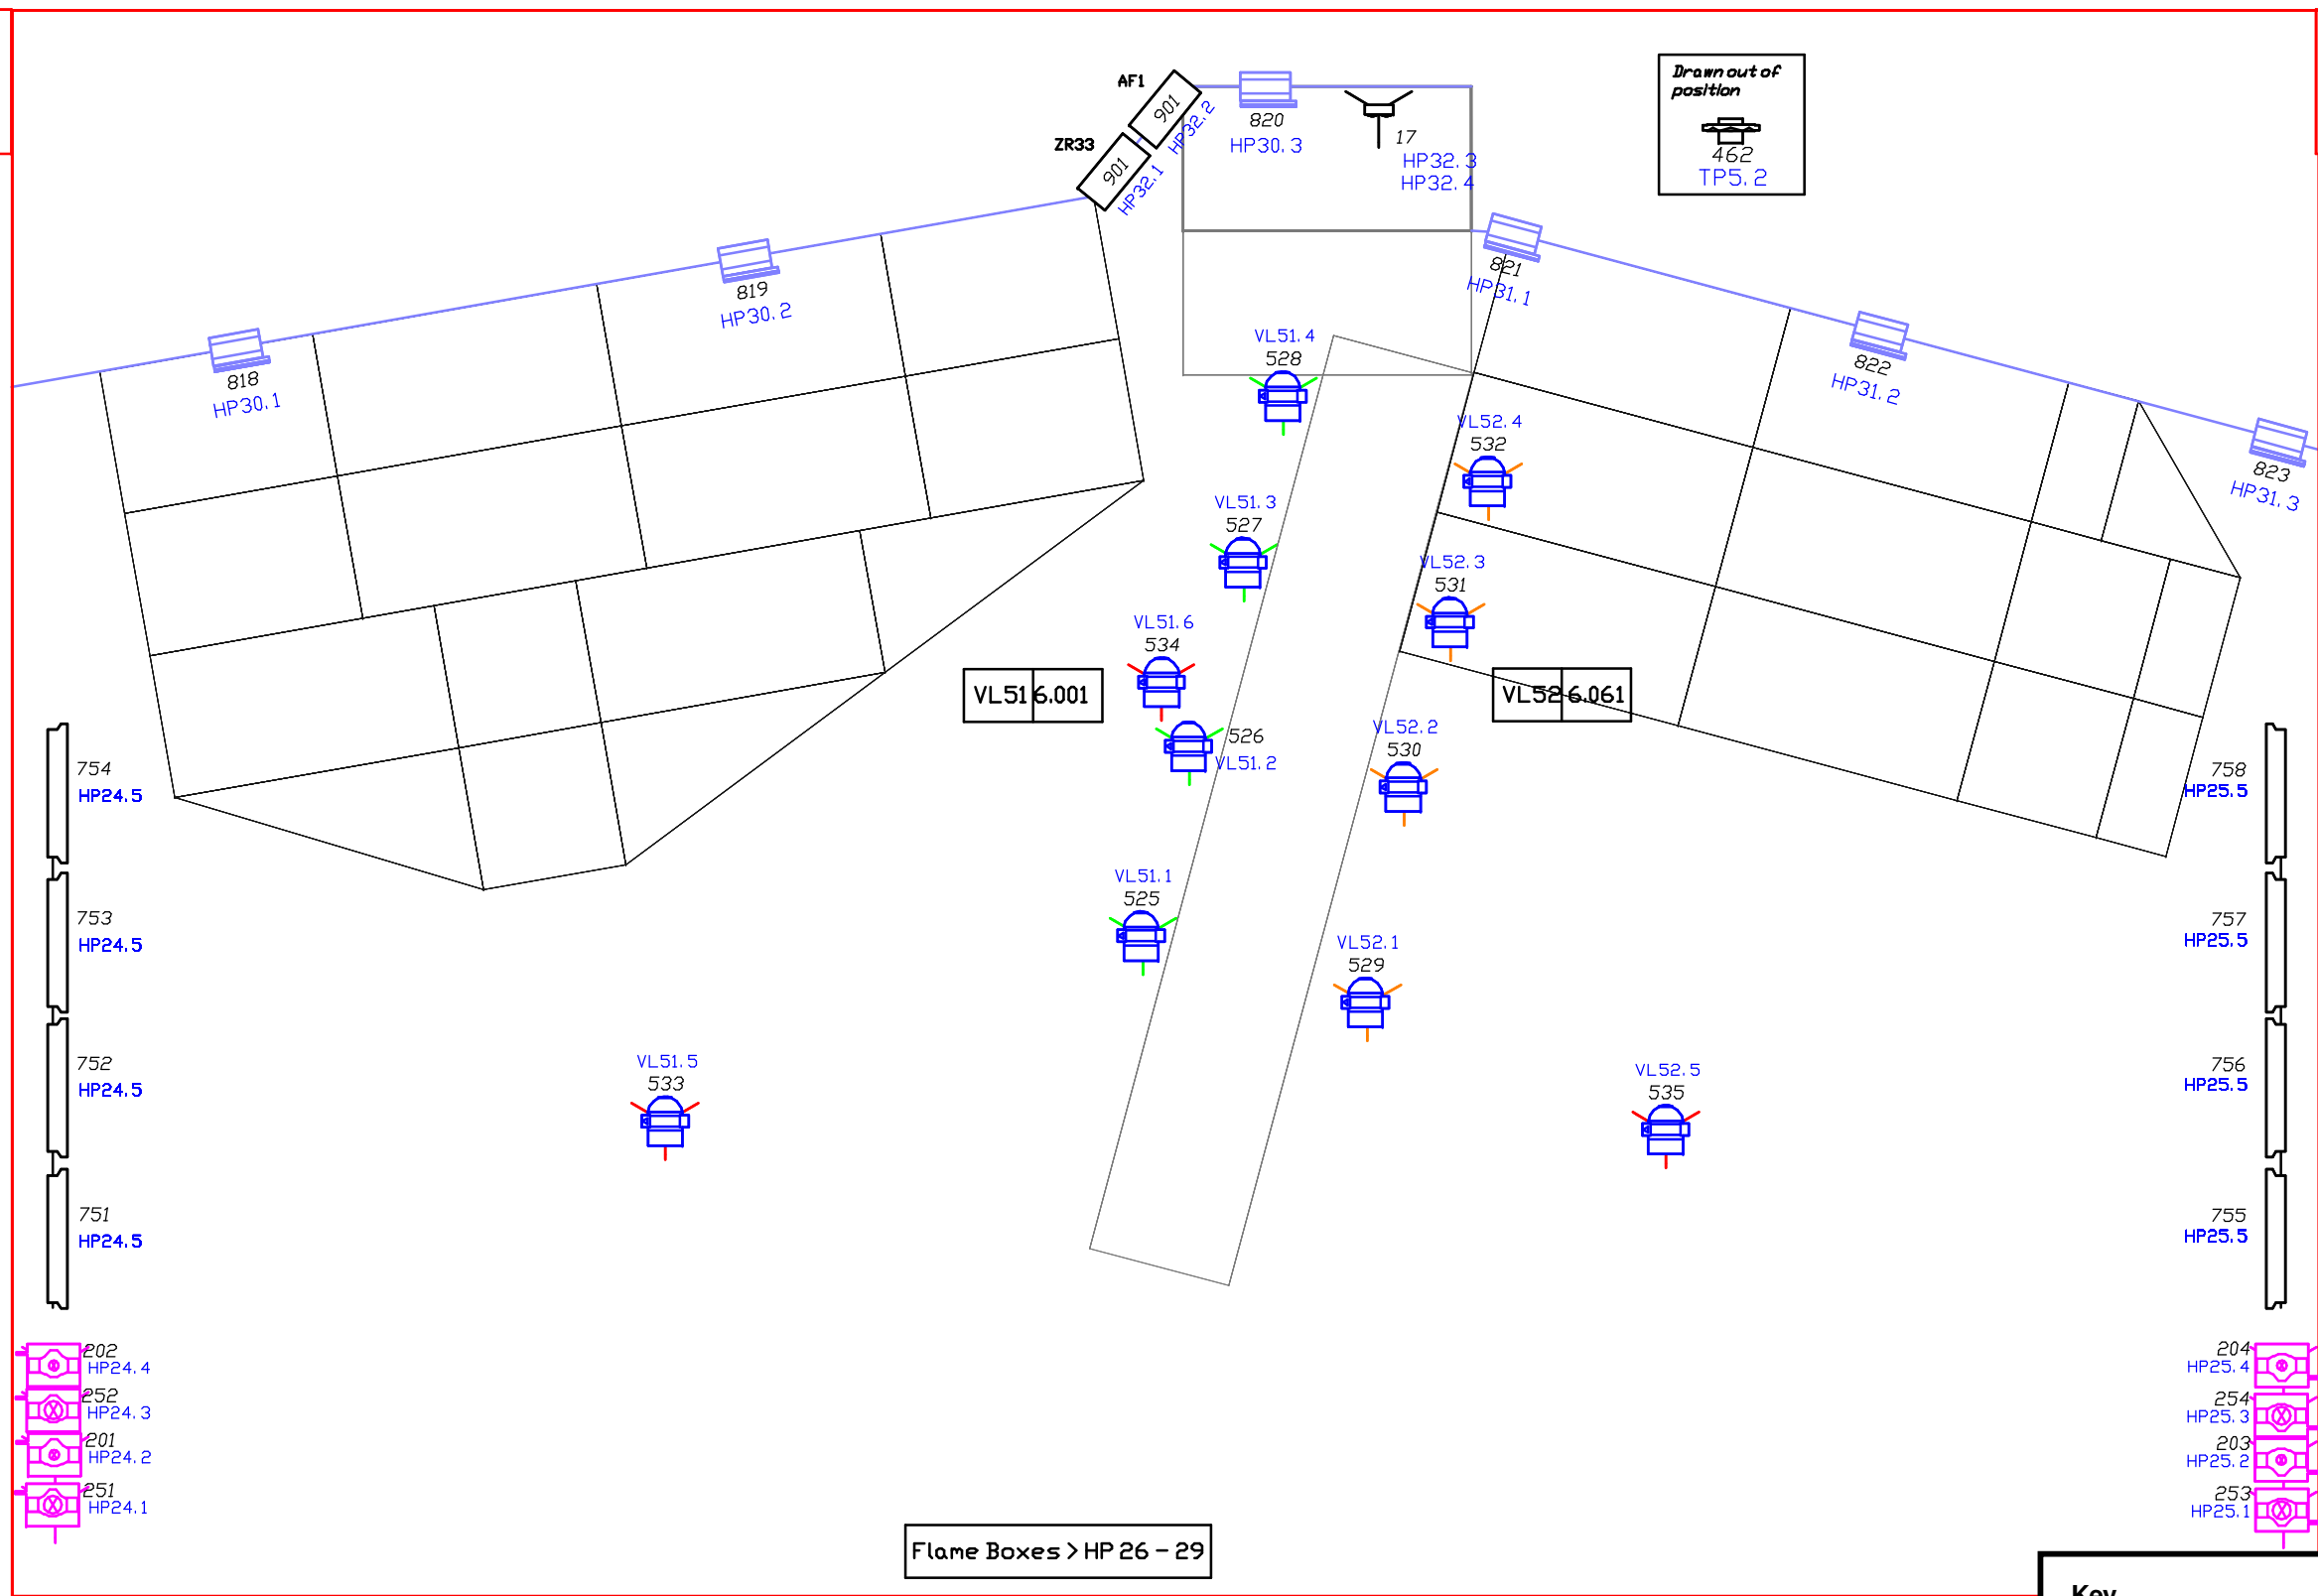 Drawn out of
position
462
TP5.2
AF1
901
HP32.2
ZR33
901
HP32.1
820
HP30.3
17
HP32.3
HP32.4
821
HP31.1
819
HP30.2
818
HP30.1
822
HP31.2
823
HP31.3
VL51.4
528
VL52.4
532
VL51.3
527
VL52.3
531
VL51.6
534
VL51 6.001
VL52 6.061
526
VL51.2
VL52.2
530
754
HP24.5
758
HP25.5
VL51.1
525
753
HP24.5
757
HP25.5
VL52.1
529
752
HP24.5
VL51.5
533
VL52.5
535
756
HP25.5
751
HP24.5
755
HP25.5
202
HP24.4
252
HP24.3
201
HP24.2
251
HP24.1
204
HP25.4
254
HP25.3
203
HP25.2
253
HP25.1
Flame Boxes > HP 26 - 29
Key